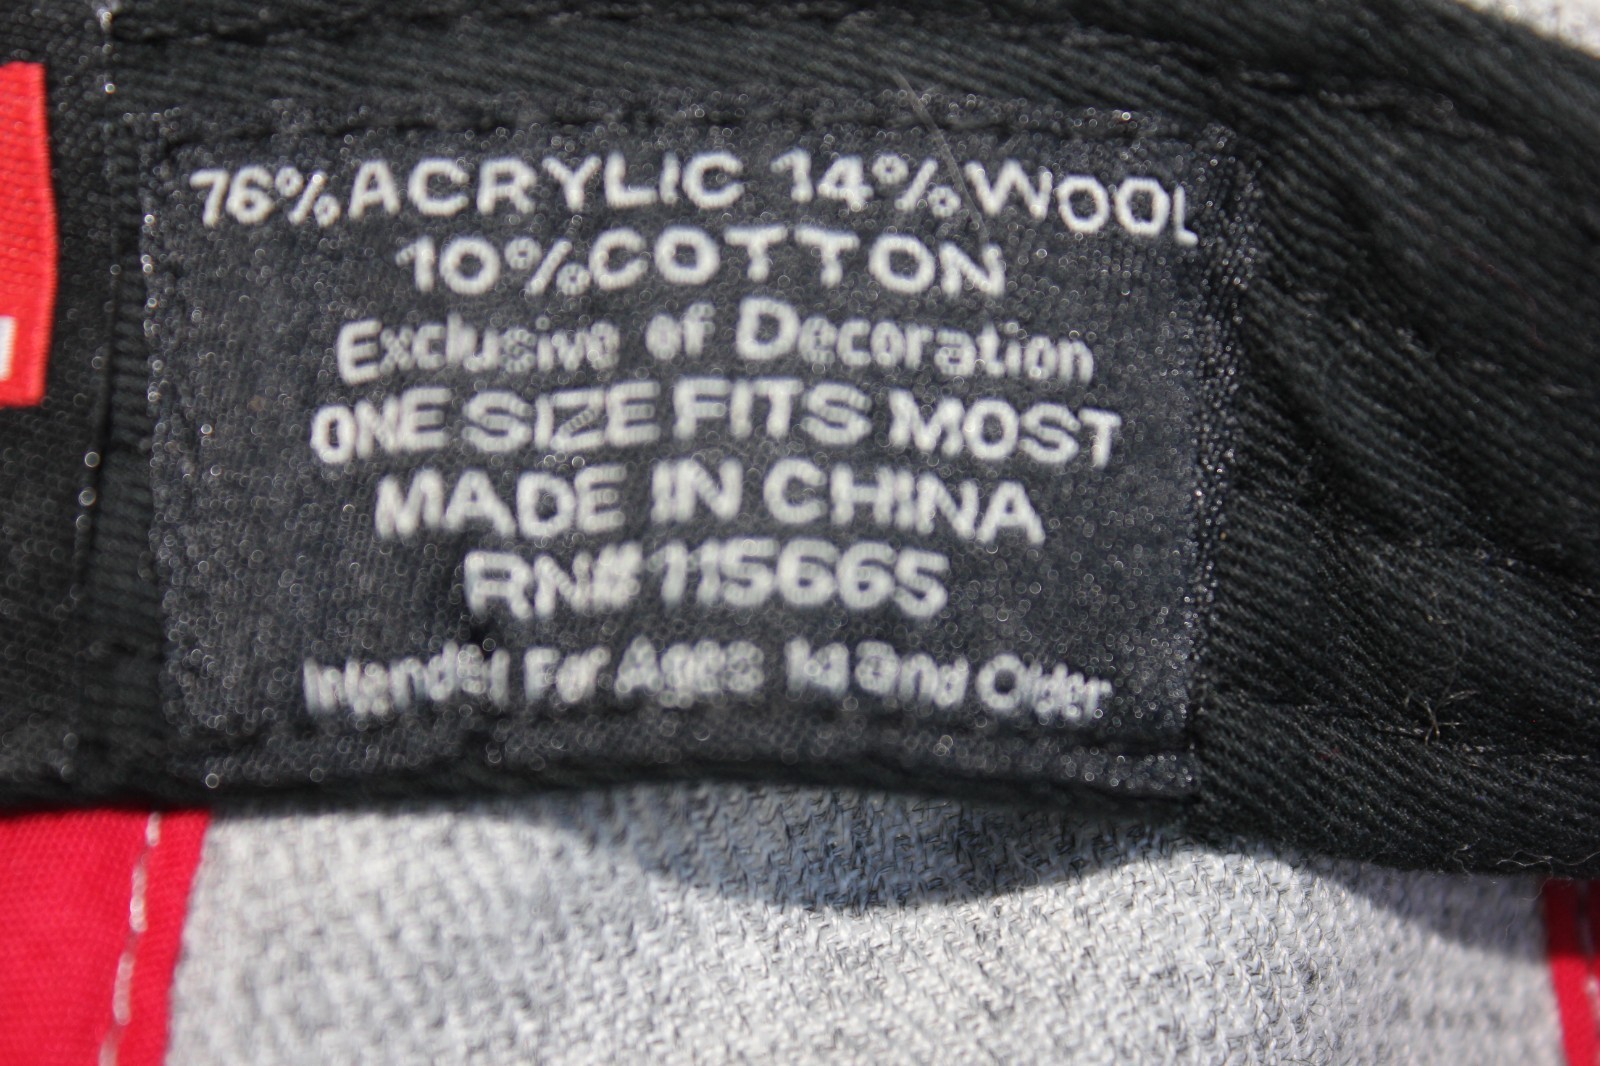 76% ACRYLIC 14% WOOL
10% COTTON
Exclusive of Decoration
ONE SIZE FITS MOST
MADE IN CHINA
RN# 115665
Intended For Ages 14 and Older